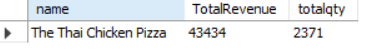 name TotalRevenue totalqty
The Thai Chicken Pizza 43434 2371